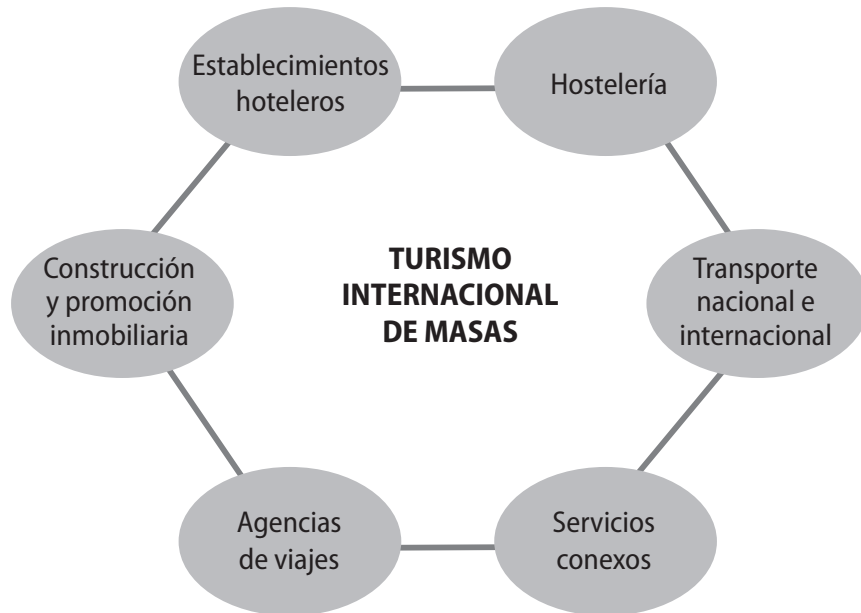 Establecimientos
hoteleros
Hostelería
Construcción
y promoción
inmobiliaria
TURISMO
INTERNACIONAL
DE MASAS
Transporte
nacional e
internacional
Agencias
de viajes
Servicios
conexos